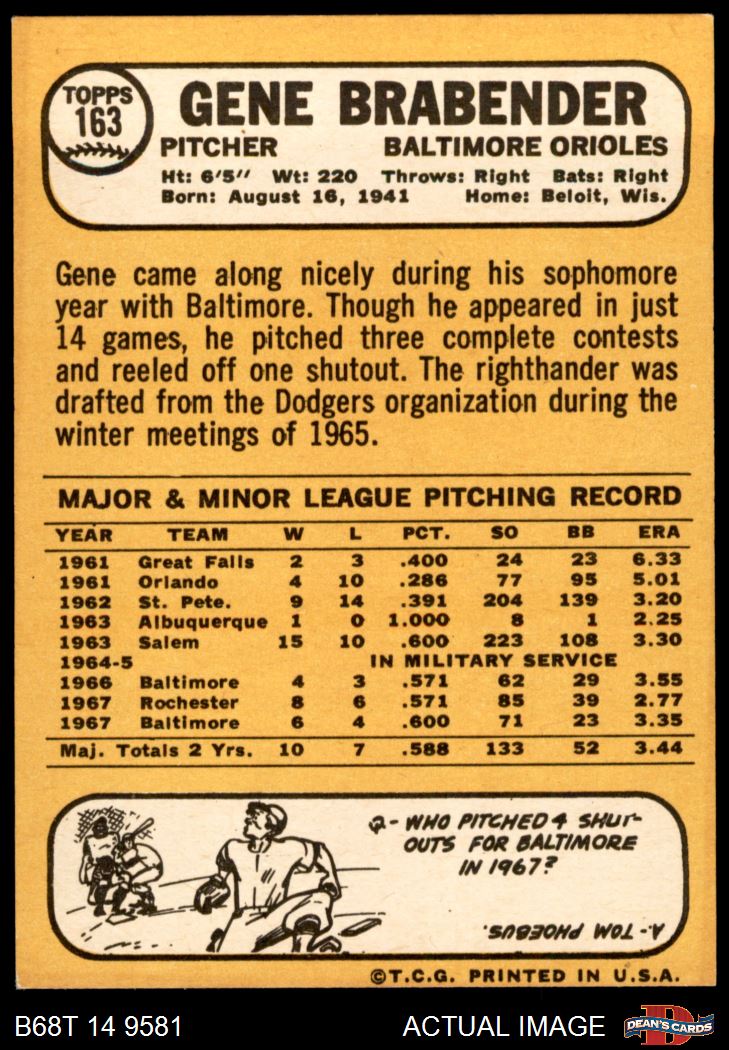 TOPPS
163
GENE BRABENDER
PITCHER BALTIMORE ORIOLES
Ht: 6'5" Wt: 220 Throws: Right Bats: Right
Born: August 16, 1941 Home: Beloit, Wis.
Gene came along nicely during his sophomore
year with Baltimore. Though he appeared in just
14 games, he pitched three complete contests
and reeled off one shutout. The righthander was
drafted from the Dodgers organization during the
winter meetings of 1965.
MAJOR & MINOR LEAGUE PITCHING RECORD
YEAR TEAM W L PCT. SO BB ERA
1961 Great Falls 2 3 .400 24 23 6.33
1961 Orlando 4 10 .286 77 95 5.01
1962 St. Pete. 9 14 .391 204 139 3.20
1963 Albuquerque 1 0 1.000 8 1 2.25
1963 Salem 15 10 .600 223 108 3.30
1964-5 IN MILITARY SERVICE
1966 Baltimore 4 3 .571 62 29 3.55
1967 Rochester 8 6 .571 85 39 2.77
1967 Baltimore 6 4 .600 71 23 3.35
Maj. Totals 2 Yrs. 10 7 .588 133 52 3.44
Q- WHO PITCHED 4 SHUT-
OUTS FOR BALTIMORE
IN 1967?
A- TOM PHOEBUS.
©T.C.G. PRINTED IN U.S.A.
B68T 14 9581 ACTUAL IMAGE
D
DEAN'S CARDS